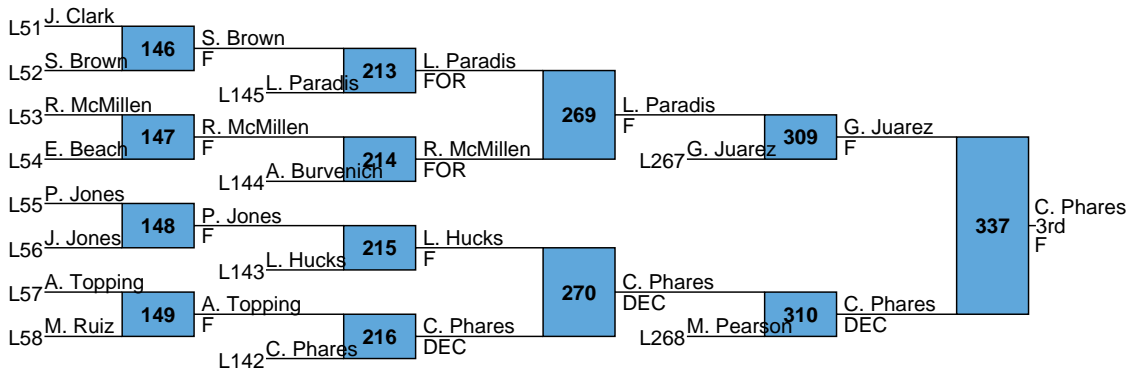 J. Clark
L51
146
S. Brown
F
S. Brown
L52
213
L. Paradis
FOR
L. Paradis
L145
R. McMillen
L53
269
L. Paradis
F
147
R. McMillen
F
309
G. Juarez
F
E. Beach
L54
214
R. McMillen
FOR
G. Juarez
L267
A. Burvenich
L144
P. Jones
L55
148
P. Jones
F
337
C. Phares
3rd
F
J. Jones
L56
215
L. Hucks
F
L. Hucks
L143
A. Topping
L57
270
C. Phares
DEC
149
A. Topping
F
310
C. Phares
DEC
M. Ruiz
L58
216
C. Phares
DEC
M. Pearson
L268
C. Phares
L142